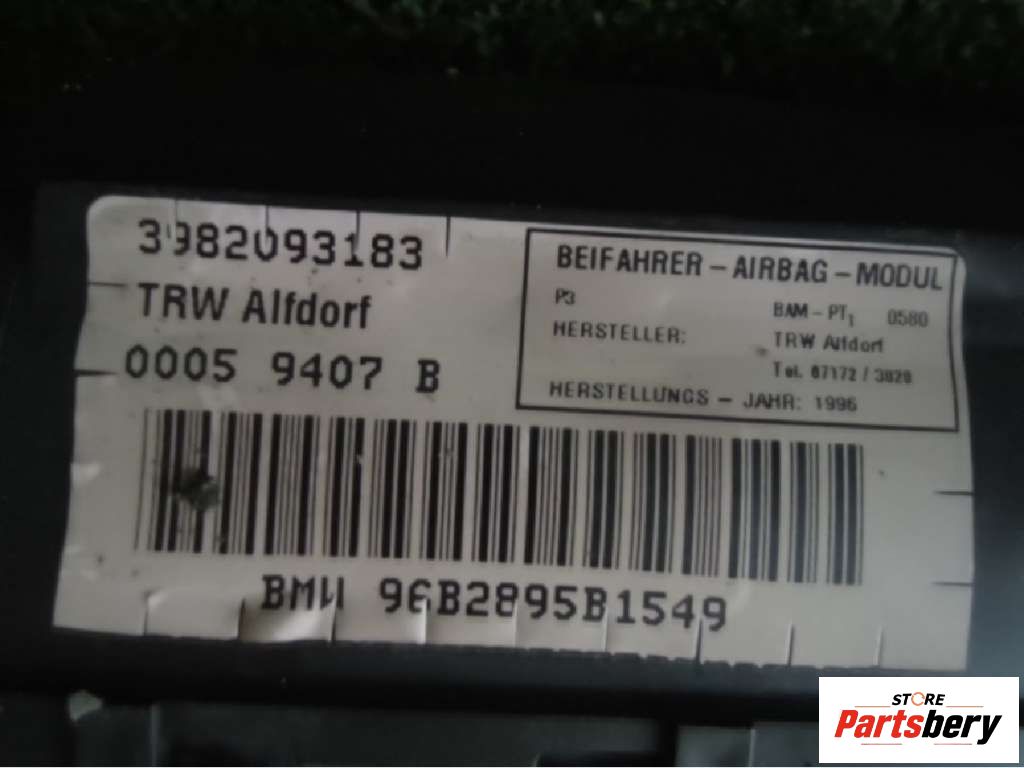 3982093183
TRW Alfdorf
0005 9407 B
BEIFAHRER - AIRBAG - MODUL
P3 BAM - PT1 0580
HERSTELLER: TRW Alfdorf
Tel. 07172 / 3820
HERSTELLUNGS - JAHR: 1996
BMW 96B2895B1549
STORE
Partsbery